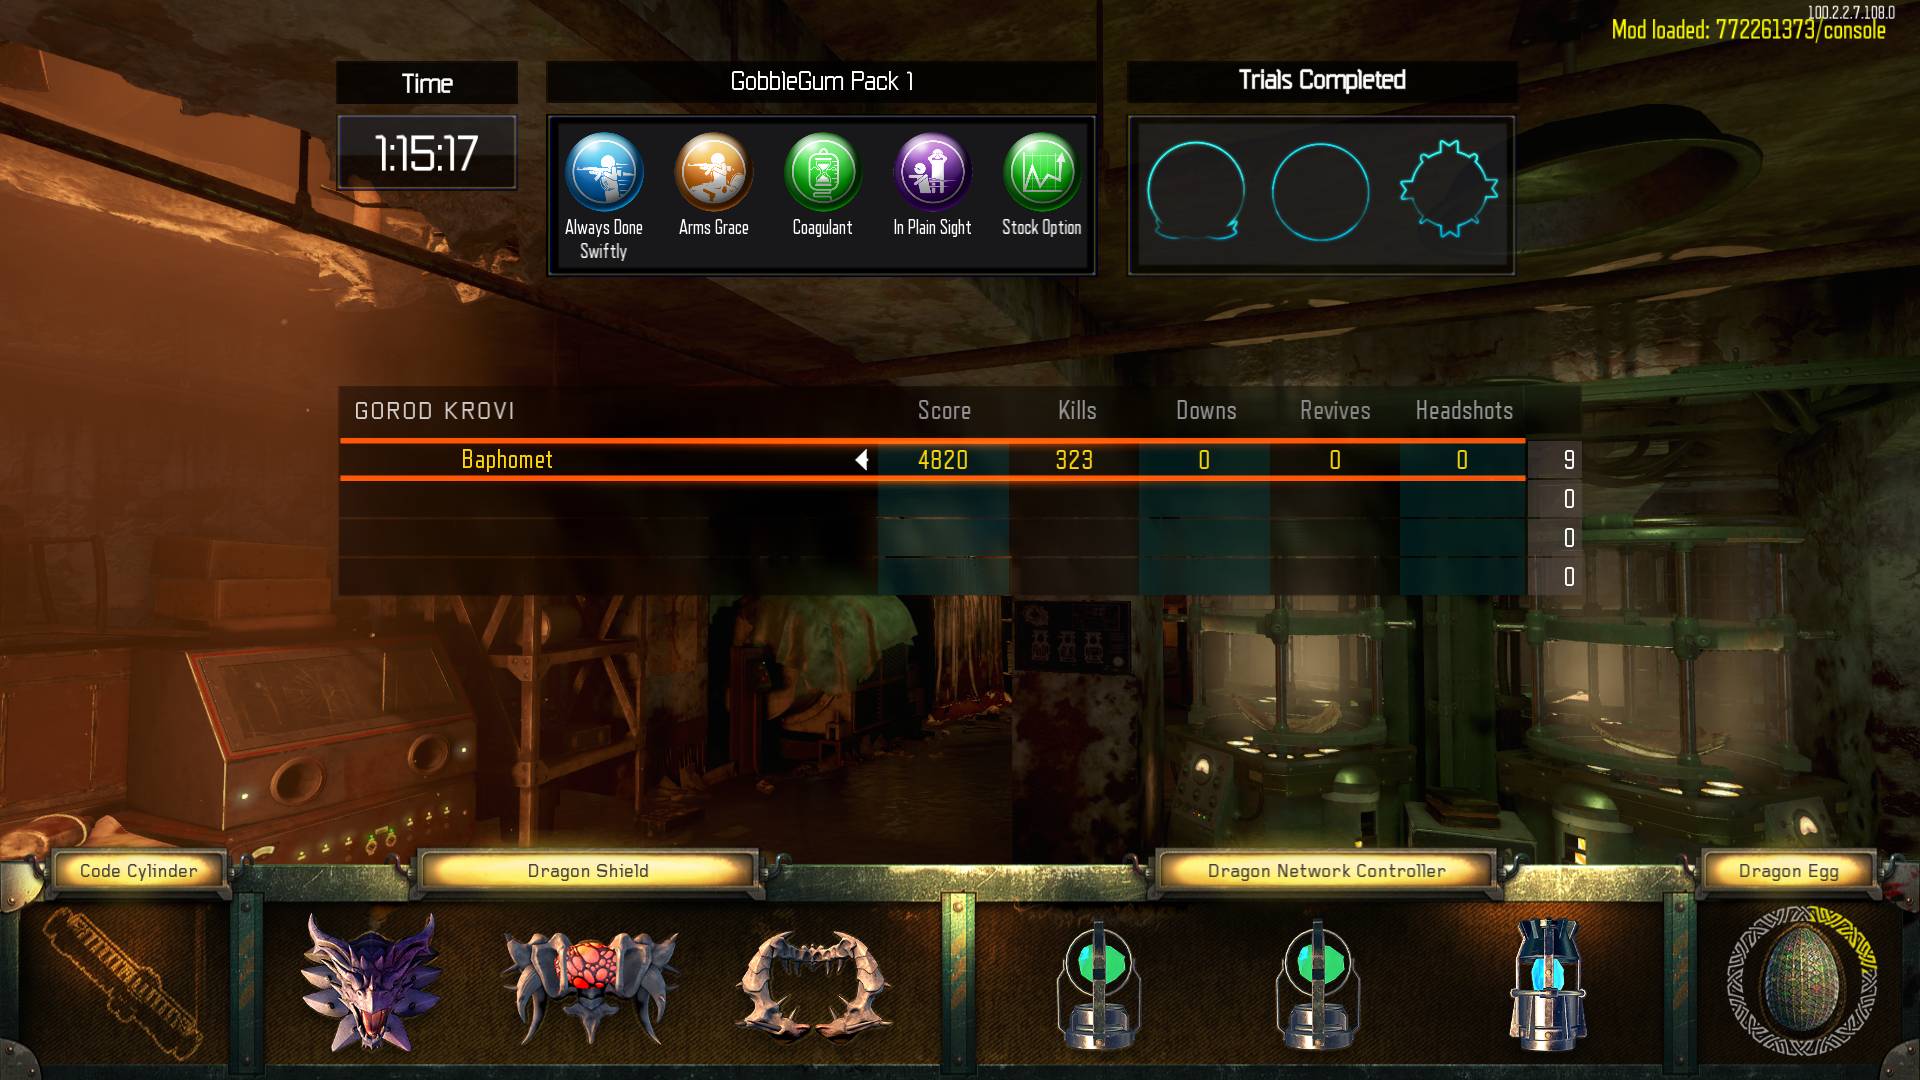 100.2.2.7.108.0
Mod loaded: 772261373/console
Time
GobbleGum Pack 1
Trials Completed
1:15:17
Always Done Swiftly
Arms Grace
Coagulant
In Plain Sight
Stock Option
GOROD KROVI
Score
Kills
Downs
Revives
Headshots
Baphomet
4820
323
0
0
0
9
0
0
0
Code Cylinder
Dragon Shield
Dragon Network Controller
Dragon Egg